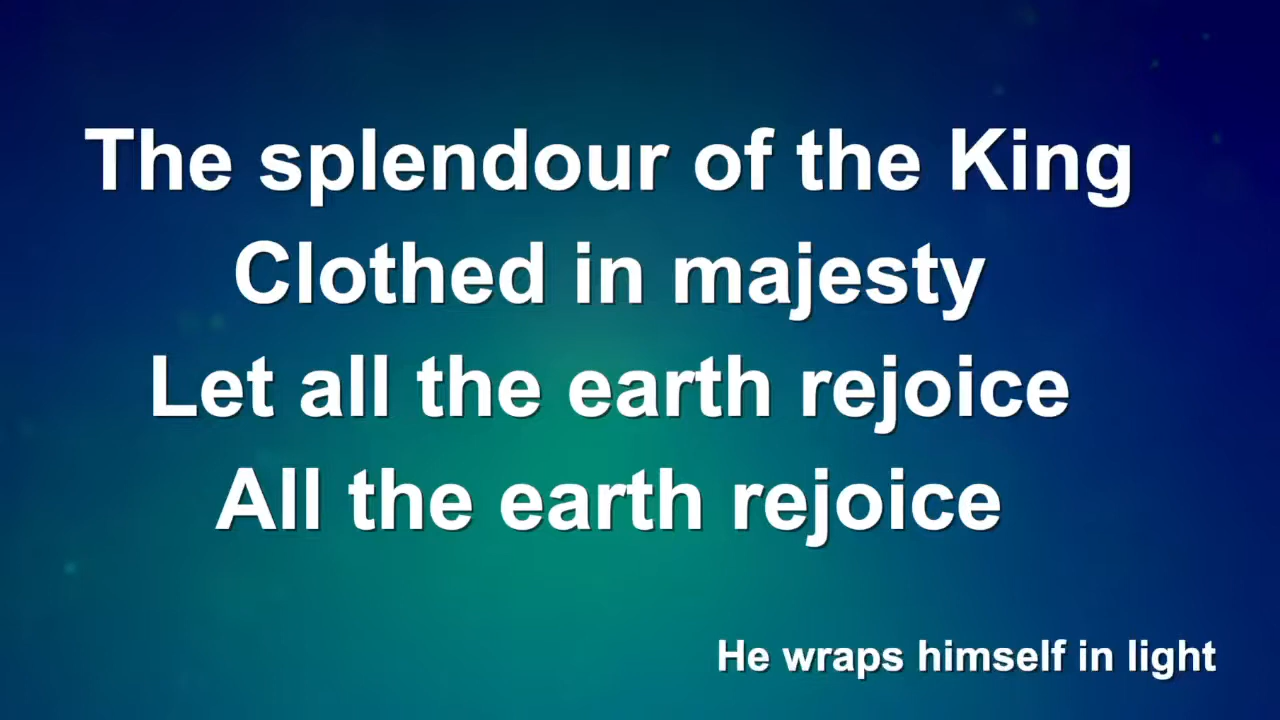 The splendour of the King
Clothed in majesty
Let all the earth rejoice
All the earth rejoice
He wraps himself in light